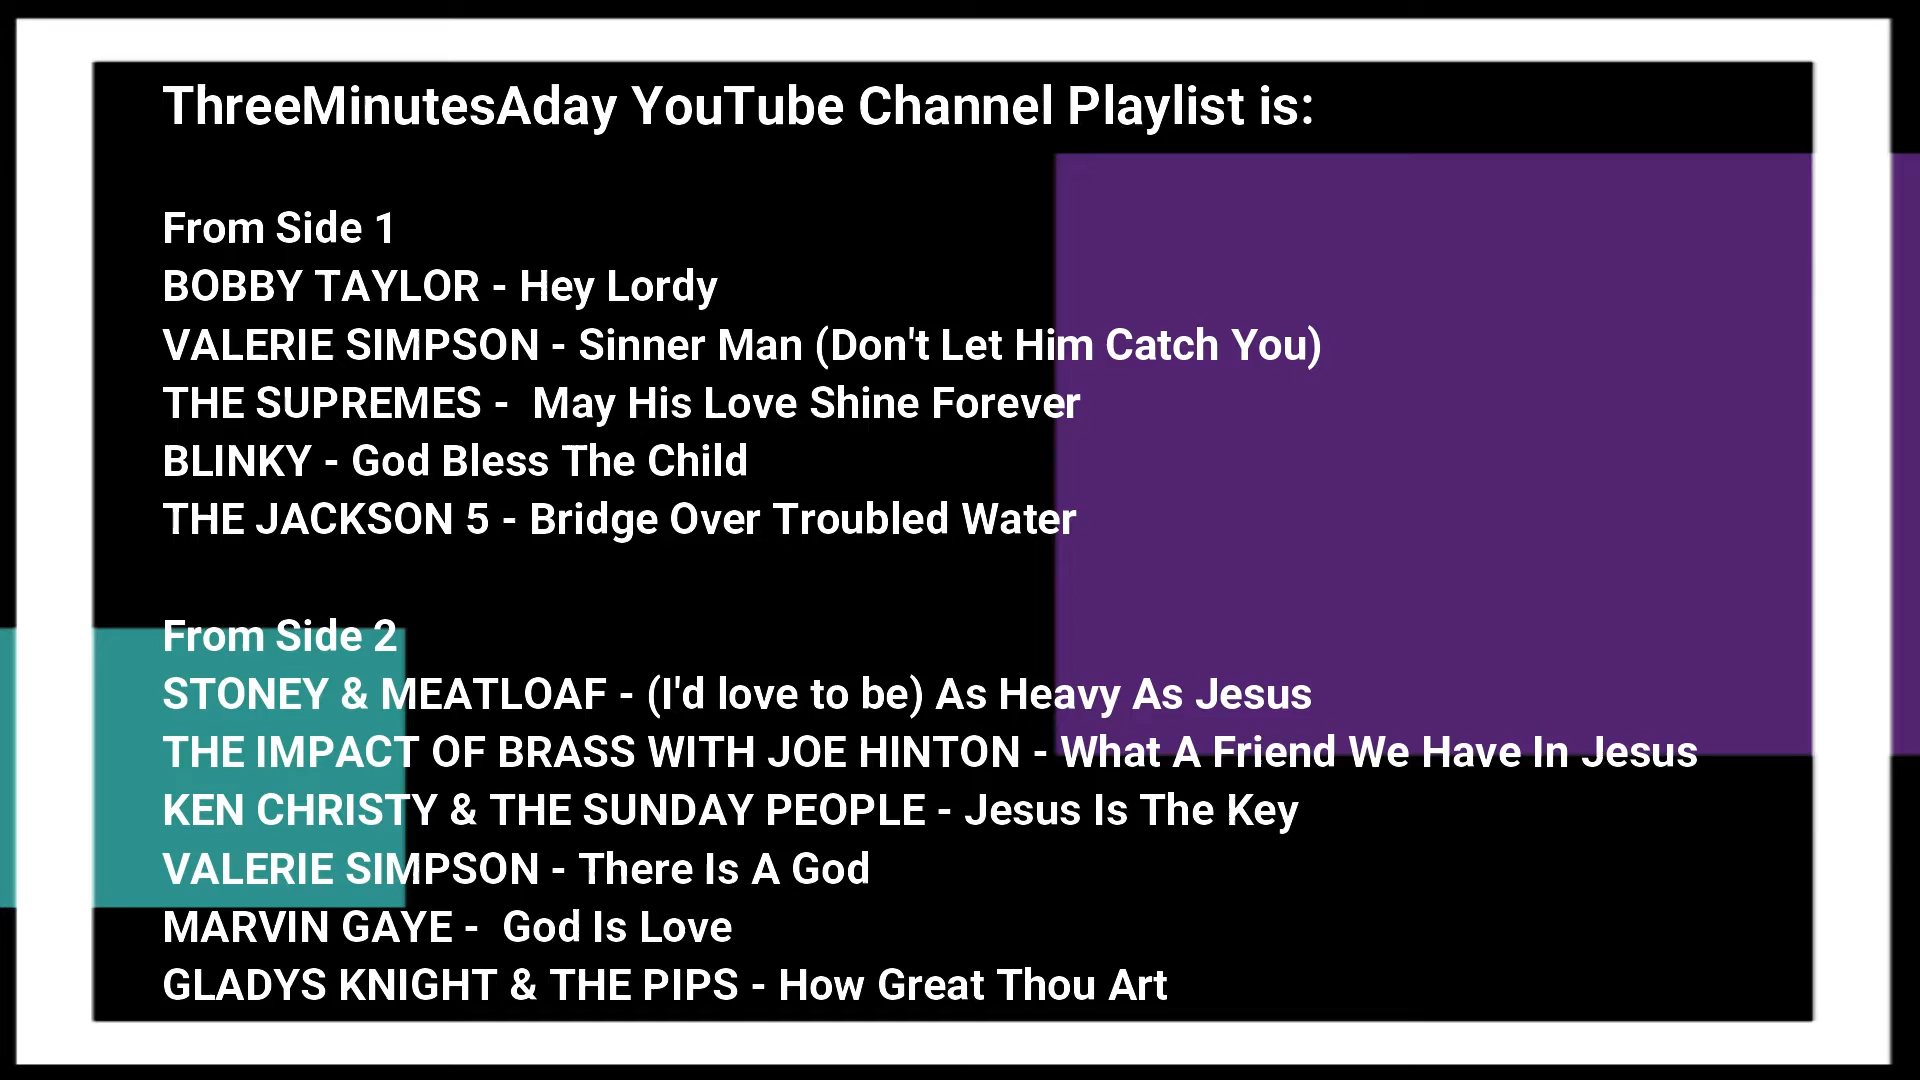 ThreeMinutesAday YouTube Channel Playlist is:
From Side 1
BOBBY TAYLOR - Hey Lordy
VALERIE SIMPSON - Sinner Man (Don't Let Him Catch You)
THE SUPREMES -  May His Love Shine Forever
BLINKY - God Bless The Child
THE JACKSON 5 - Bridge Over Troubled Water
From Side 2
STONEY & MEATLOAF - (I'd love to be) As Heavy As Jesus
THE IMPACT OF BRASS WITH JOE HINTON - What A Friend We Have In Jesus
KEN CHRISTY & THE SUNDAY PEOPLE - Jesus Is The Key
VALERIE SIMPSON - There Is A God
MARVIN GAYE -  God Is Love
GLADYS KNIGHT & THE PIPS - How Great Thou Art